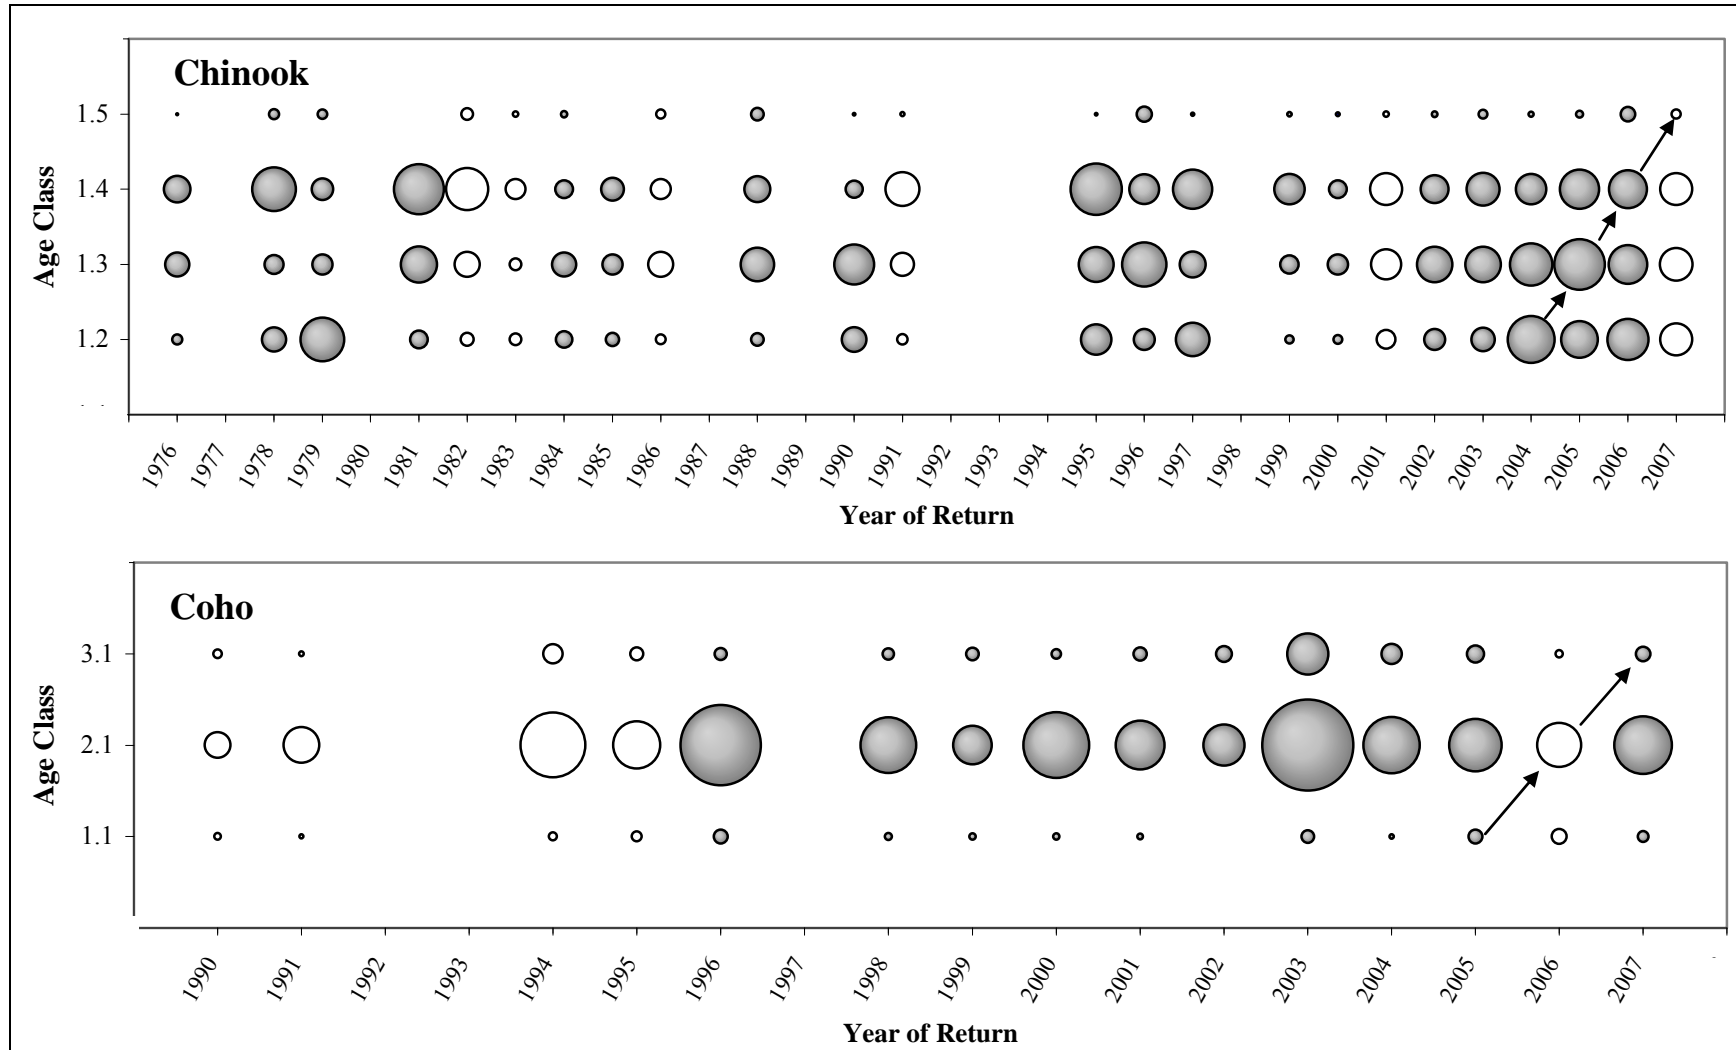 Chinook
Age Class
1.5
1.4
1.3
1.2
1976 1977 1978 1979 1980 1981 1982 1983 1984 1985 1986 1987 1988 1989 1990 1991 1992 1993 1994 1995 1996 1997 1998 1999 2000 2001 2002 2003 2004 2005 2006 2007
Year of Return
Coho
Age Class
3.1
2.1
1.1
1990 1991 1992 1993 1994 1995 1996 1997 1998 1999 2000 2001 2002 2003 2004 2005 2006 2007
Year of Return